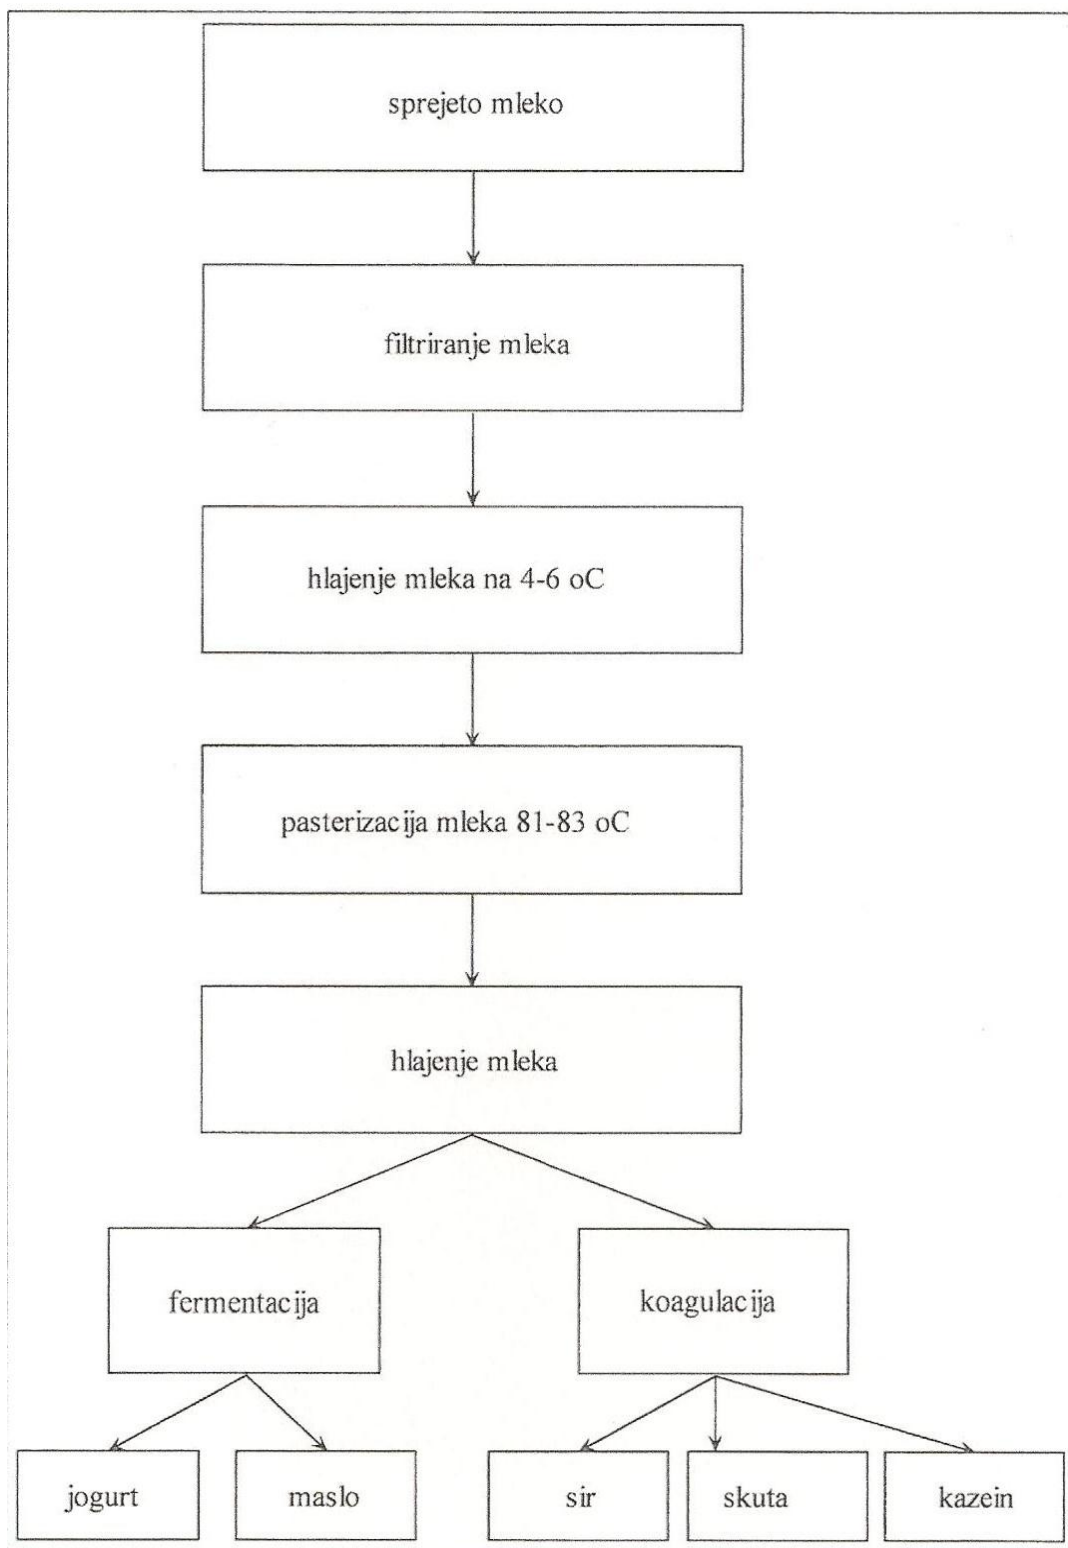 sprejeto mleko
filtriranje mleka
hlajenje mleka na 4-6 oC
pasterizacija mleka 81-83 oC
hlajenje mleka
fermentacija
koagulacija
jogurt
maslo
sir
skuta
kazein